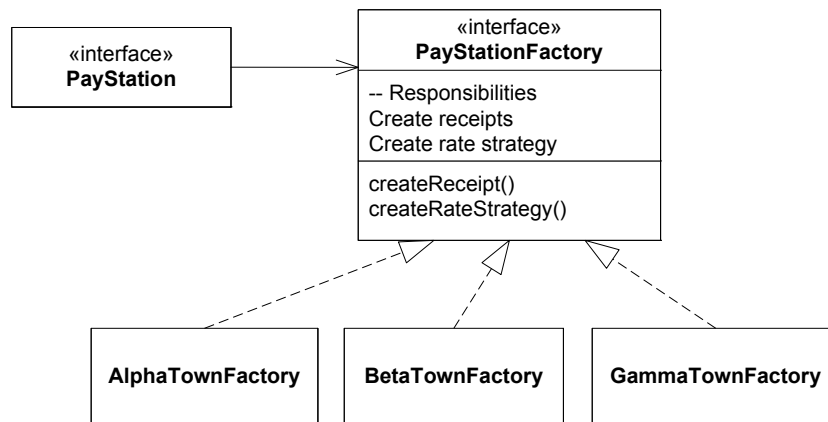 «interface»
PayStation
«interface»
PayStationFactory
-- Responsibilities
Create receipts
Create rate strategy
createReceipt()
createRateStrategy()
AlphaTownFactory
BetaTownFactory
GammaTownFactory